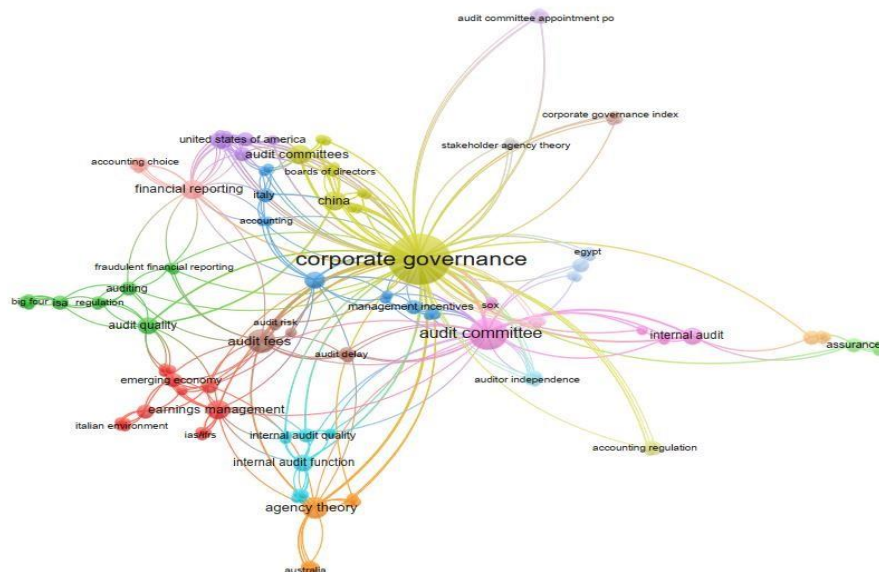 audit committee appointment po
corporate governance index
united states of america
stakeholder agency theory
audit committees
accounting choice
boards of directors
financial reporting
italy
china
accounting
egypt
corporate governance
fraudulent financial reporting
auditing
big four
isa
regulation
management incentives
sox
audit quality
audit risk
audit fees
audit committee
internal audit
assurance
audit delay
emerging economy
auditor independence
earnings management
italian environment
ias/ifrs
internal audit quality
accounting regulation
internal audit function
agency theory
australia